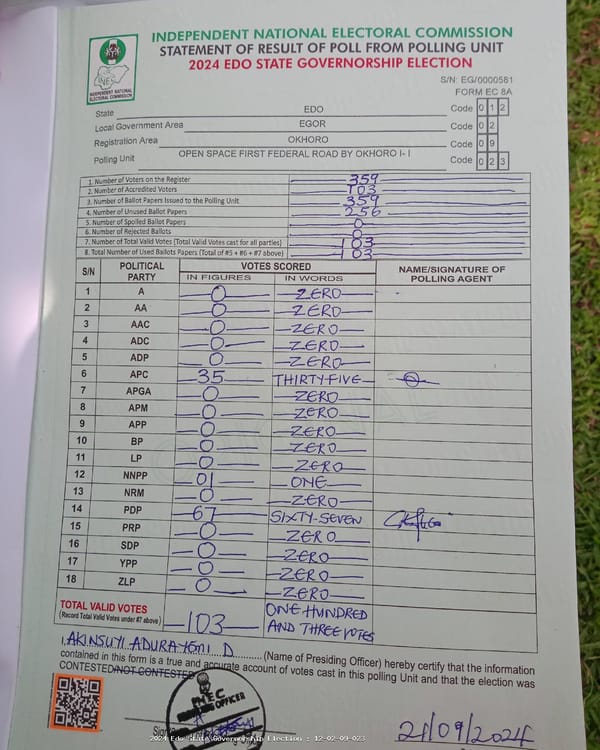 INDEPENDENT NATIONAL ELECTORAL COMMISSION
STATEMENT OF RESULT OF POLL FROM POLLING UNIT
2024 EDO STATE GOVERNORSHIP ELECTION
INDEPENDENT NATIONAL ELECTORAL COMMISSION
S/N: EG/0000581
FORM EC 8A
State EDO Code 0 1 2
Local Government Area EGOR Code 0 2
Registration Area OKHORO Code 0 9
Polling Unit OPEN SPACE FIRST FEDERAL ROAD BY OKHORO I- I Code 0 2 3
1. Number of Voters on the Register 359
2. Number of Accredited Voters 103
3. Number of Ballot Papers Issued to the Polling Unit 359
4. Number of Unused Ballot Papers 256
5. Number of Spoiled Ballot Papers 0
6. Number of Rejected Ballots 0
7. Number of Total Valid Votes (Total Valid Votes cast for all parties) 103
8. Total Number of Used Ballots Papers (Total of #5 + #6 + #7 above) 103
S/N POLITICAL PARTY VOTES SCORED NAME/SIGNATURE OF POLLING AGENT
IN FIGURES IN WORDS
1 A 0 ZERO
2 AA 0 ZERO
3 AAC 0 ZERO
4 ADC 0 ZERO
5 ADP 0 ZERO
6 APC 35 THIRTY-FIVE
7 APGA 0 ZERO
8 APM 0 ZERO
9 APP 0 ZERO
10 BP 0 ZERO
11 LP 0 ZERO
12 NNPP 01 ONE
13 NRM 0 ZERO
14 PDP 67 SIXTY-SEVEN
15 PRP 0 ZERO
16 SDP 0 ZERO
17 YPP 0 ZERO
18 ZLP 0 ZERO
TOTAL VALID VOTES 103 ONE HUNDRED
(Record Total Valid Votes under #7 above) AND THREE VOTES
I, AKINSUYI ADURAYEMI D (Name of Presiding Officer) hereby certify that the information
contained in this form is a true and accurate account of votes cast in this polling Unit and that the election was
CONTESTED/NOT CONTESTED
INEC
OFFICER
21/09/2024
2024 Edo State Governorship Election : 12-02-09-023